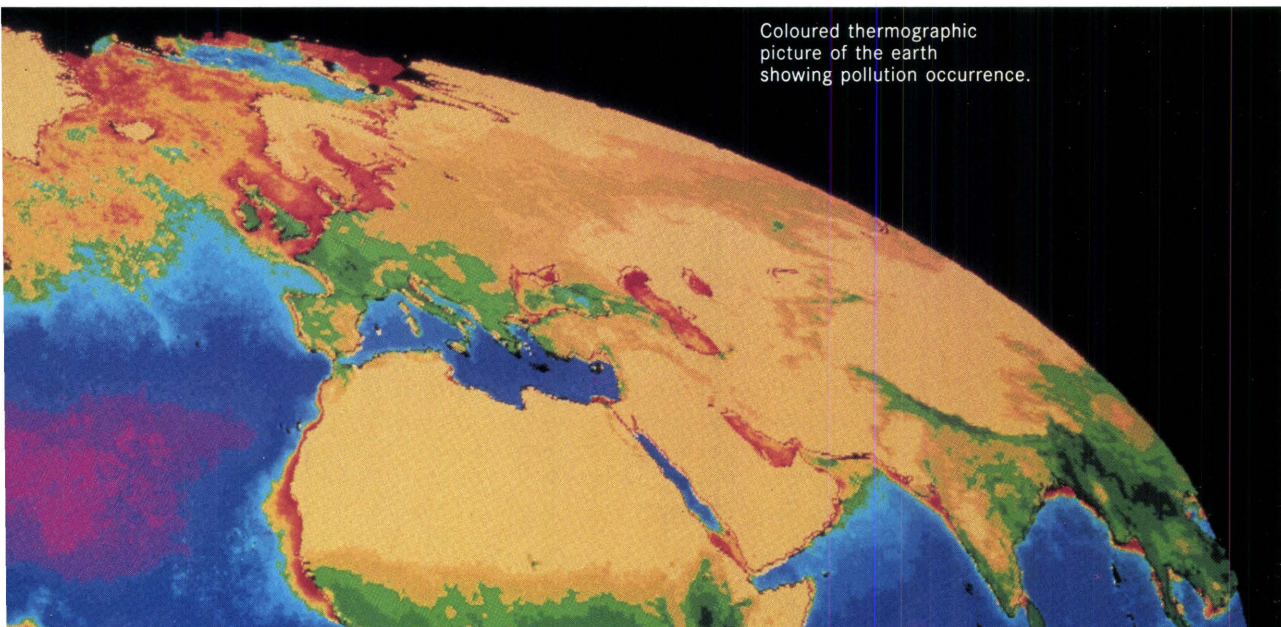 Coloured thermographic
picture of the earth
showing pollution occurrence.